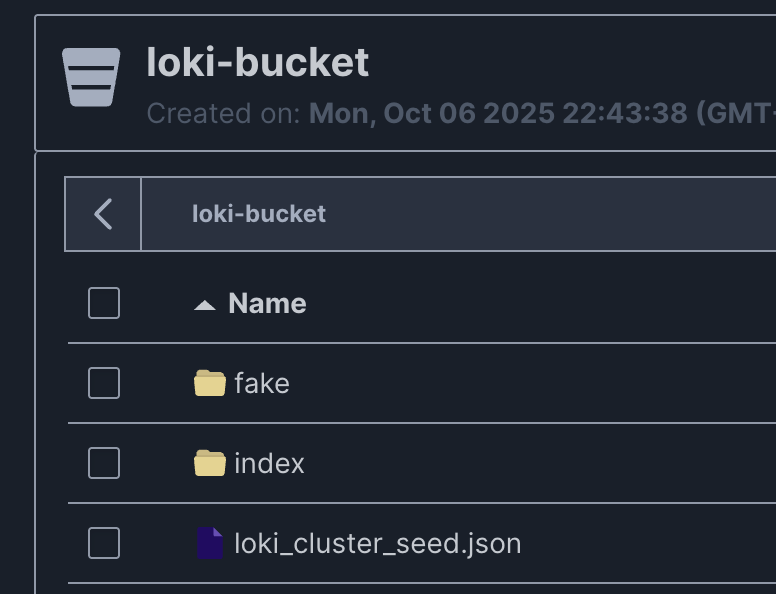 loki-bucket
Created on: Mon, Oct 06 2025 22:43:38 (GMT-
loki-bucket
Name
fake
index
loki_cluster_seed.json